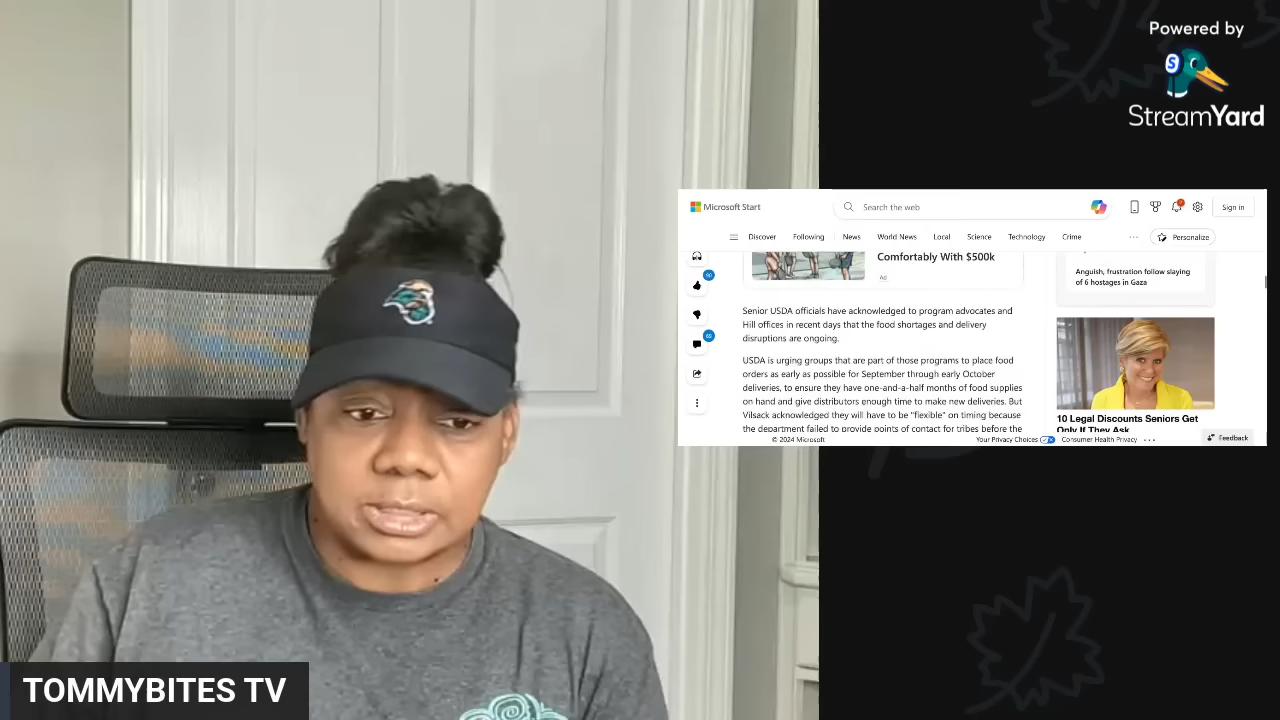 Powered by
StreamYard
Microsoft Start
Search the web
Sign in
Discover
Following
News
World News
Local
Science
Technology
Crime
Personalize
Comfortably With $500k
Ad
Anguish, frustration follow slaying
of 6 hostages in Gaza
Senior USDA officials have acknowledged to program advocates and
Hill offices in recent days that the food shortages and delivery
disruptions are ongoing.
USDA is urging groups that are part of those programs to place food
orders as early as possible for September through early October
deliveries, to ensure they have one-and-a-half months of food supplies
on hand and give distributors enough time to make new deliveries. But
Vilsack acknowledged they will have to be "flexible" on timing because
the department failed to provide points of contact for tribes before the
10 Legal Discounts Seniors Get
Only If They Ask
© 2024 Microsoft
Your Privacy Choices
Consumer Health Privacy
Feedback
TOMMYBITES TV